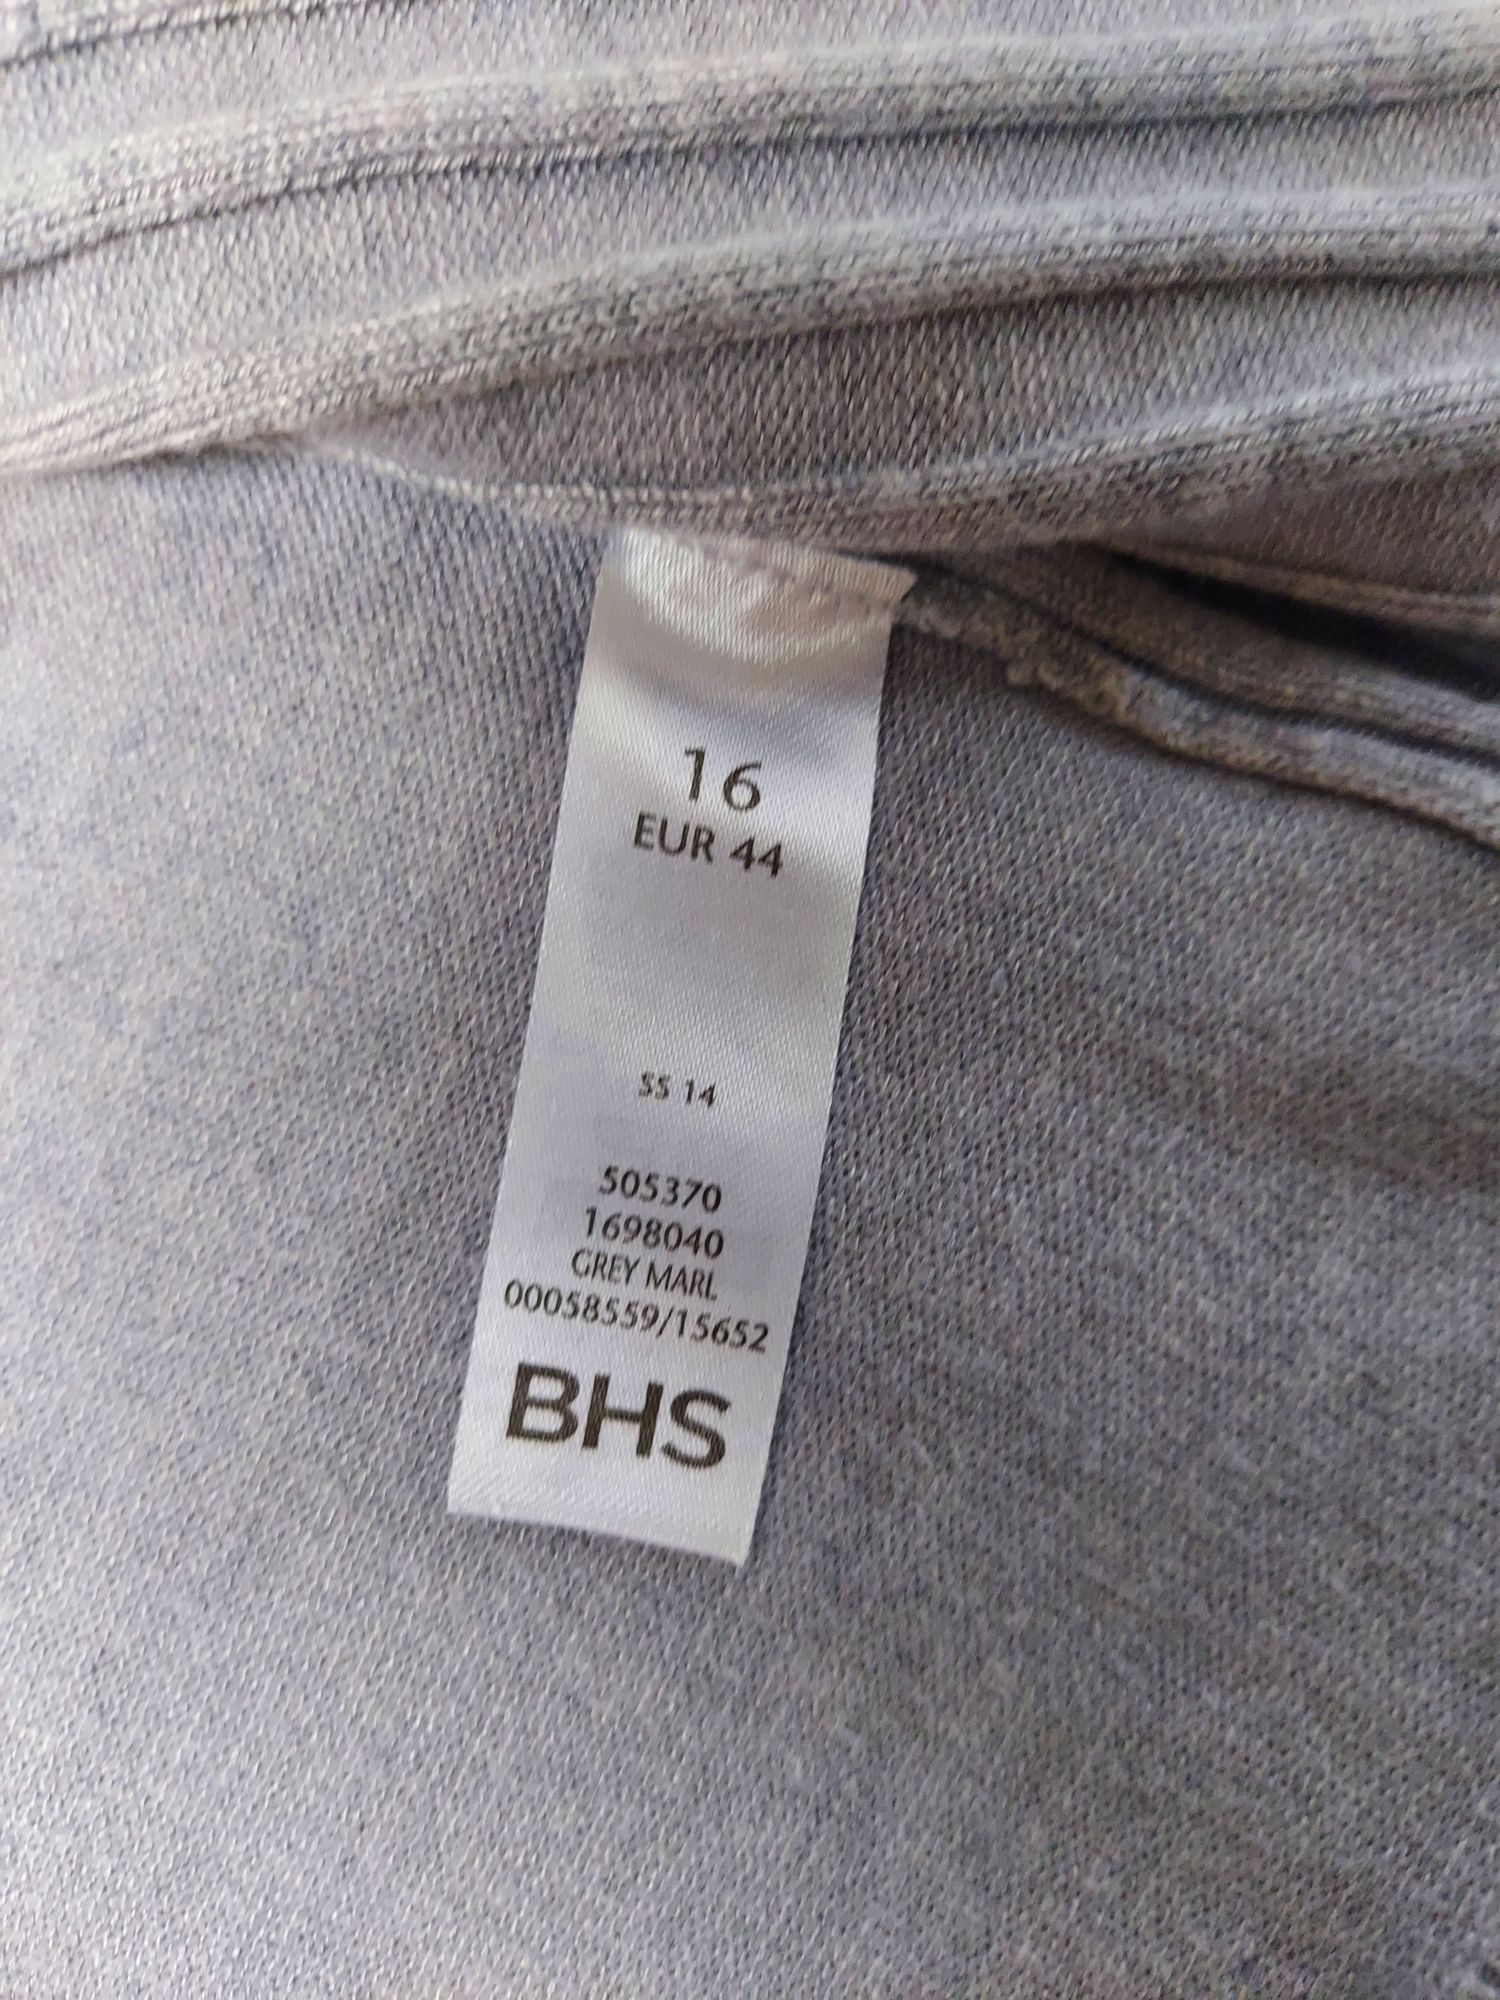 16
EUR 44
SS 14
505370
1698040
GREY MARL
00058559/15652
BHS